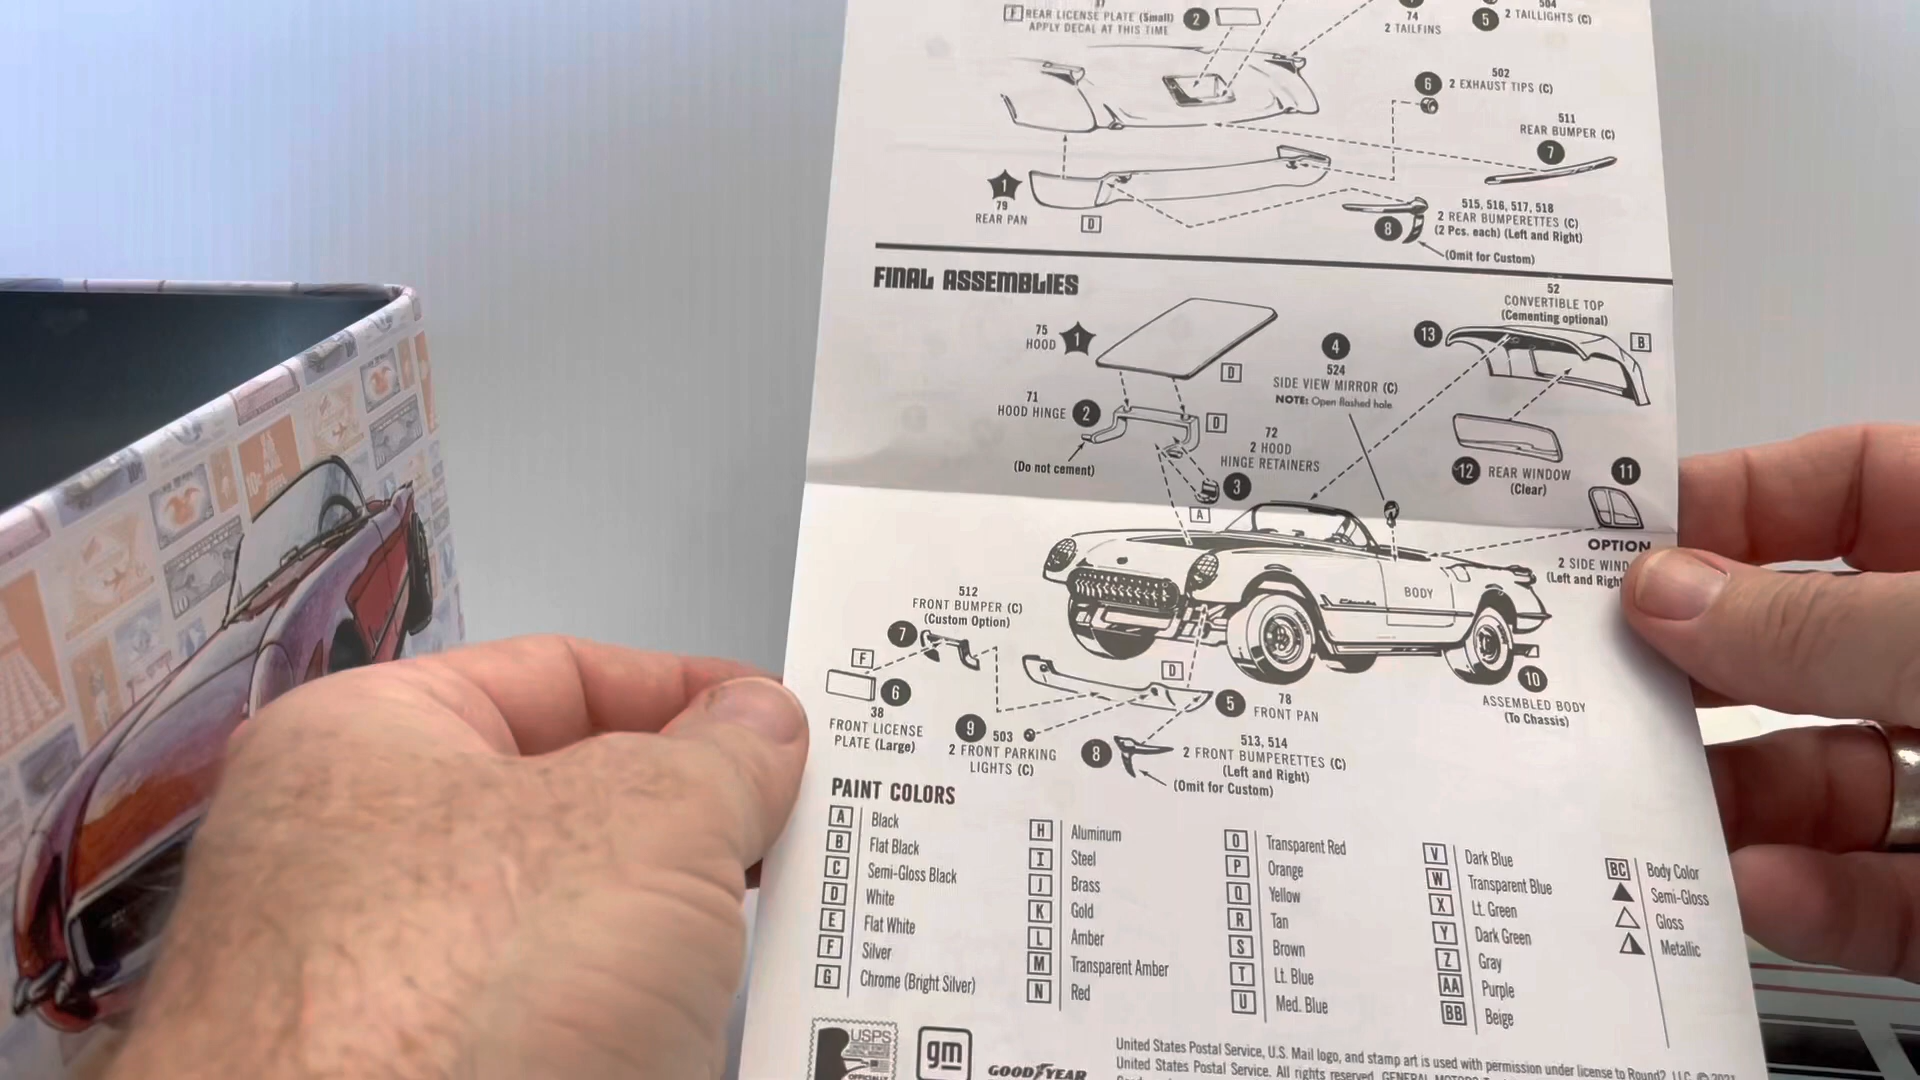 37
F REAR LICENSE PLATE (Small)
APPLY DECAL AT THIS TIME
2
74
2 TAILFINS
504
5 2 TAILLIGHTS (C)
502
6 2 EXHAUST TIPS (C)
511
REAR BUMPER (C)
7
1
79
REAR PAN
D
515, 516, 517, 518
2 REAR BUMPERETTES (C)
(2 Pcs. each) (Left and Right)
8
(Omit for Custom)
FINAL ASSEMBLIES
52
CONVERTIBLE TOP
(Cementing optional)
13
B
75
HOOD
1
D
4
524
SIDE VIEW MIRROR (C)
NOTE: Open flashed hole
71
HOOD HINGE 2
D
(Do not cement)
72
2 HOOD
HINGE RETAINERS
3
A
12 REAR WINDOW
(Clear)
11
OPTION
2 SIDE
(Left and
BODY
512
FRONT BUMPER (C)
(Custom Option)
7
F
6
38
FRONT LICENSE
PLATE (Large)
D
5
78
FRONT PAN
10
ASSEMBLED BODY
(To Chassis)
9 503
2 FRONT PARKING
LIGHTS (C)
8
513, 514
2 FRONT BUMPERETTES (C)
(Left and Right)
(Omit for Custom)
PAINT COLORS
A Black
B Flat Black
C Semi-Gloss Black
D White
E Flat White
F Silver
G Chrome (Bright Silver)
H Aluminum
I Steel
J Brass
K Gold
L Amber
M Transparent Amber
N Red
O Transparent Red
P Orange
Q Yellow
R Tan
S Brown
T Lt. Blue
U Med. Blue
V Dark Blue
W Transparent Blue
X Lt. Green
Y Dark Green
Z Gray
AA Purple
BB Beige
BC Body Color
Semi-Gloss
Gloss
Metallic
USPS
gm
GOODYEAR
United States Postal Service, U.S. Mail logo, and stamp art is used with permission under license to Round2, LLC. © 2021
United States Postal Service. All rights reserved. GENERAL